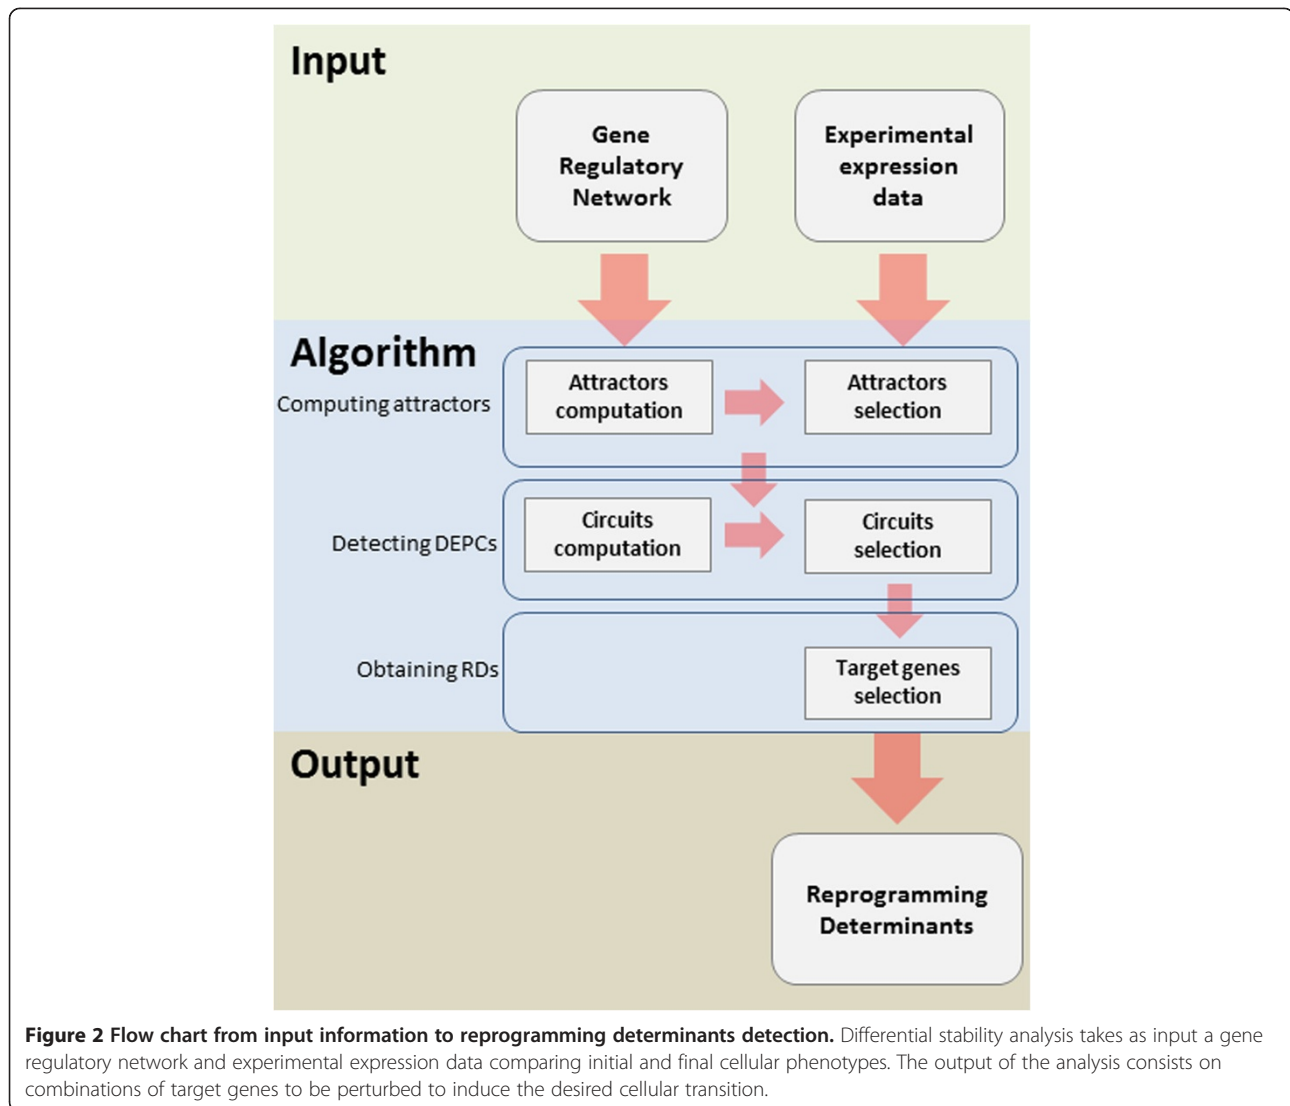 Input
Gene
Regulatory
Network
Experimental
expression
data
Algorithm
Computing attractors
Attractors
computation
Attractors
selection
Detecting DEPCs
Circuits
computation
Circuits
selection
Obtaining RDs
Target genes
selection
Output
Reprogramming
Determinants
Figure 2 Flow chart from input information to reprogramming determinants detection. Differential stability analysis takes as input a gene
regulatory network and experimental expression data comparing initial and final cellular phenotypes. The output of the analysis consists on
combinations of target genes to be perturbed to induce the desired cellular transition.